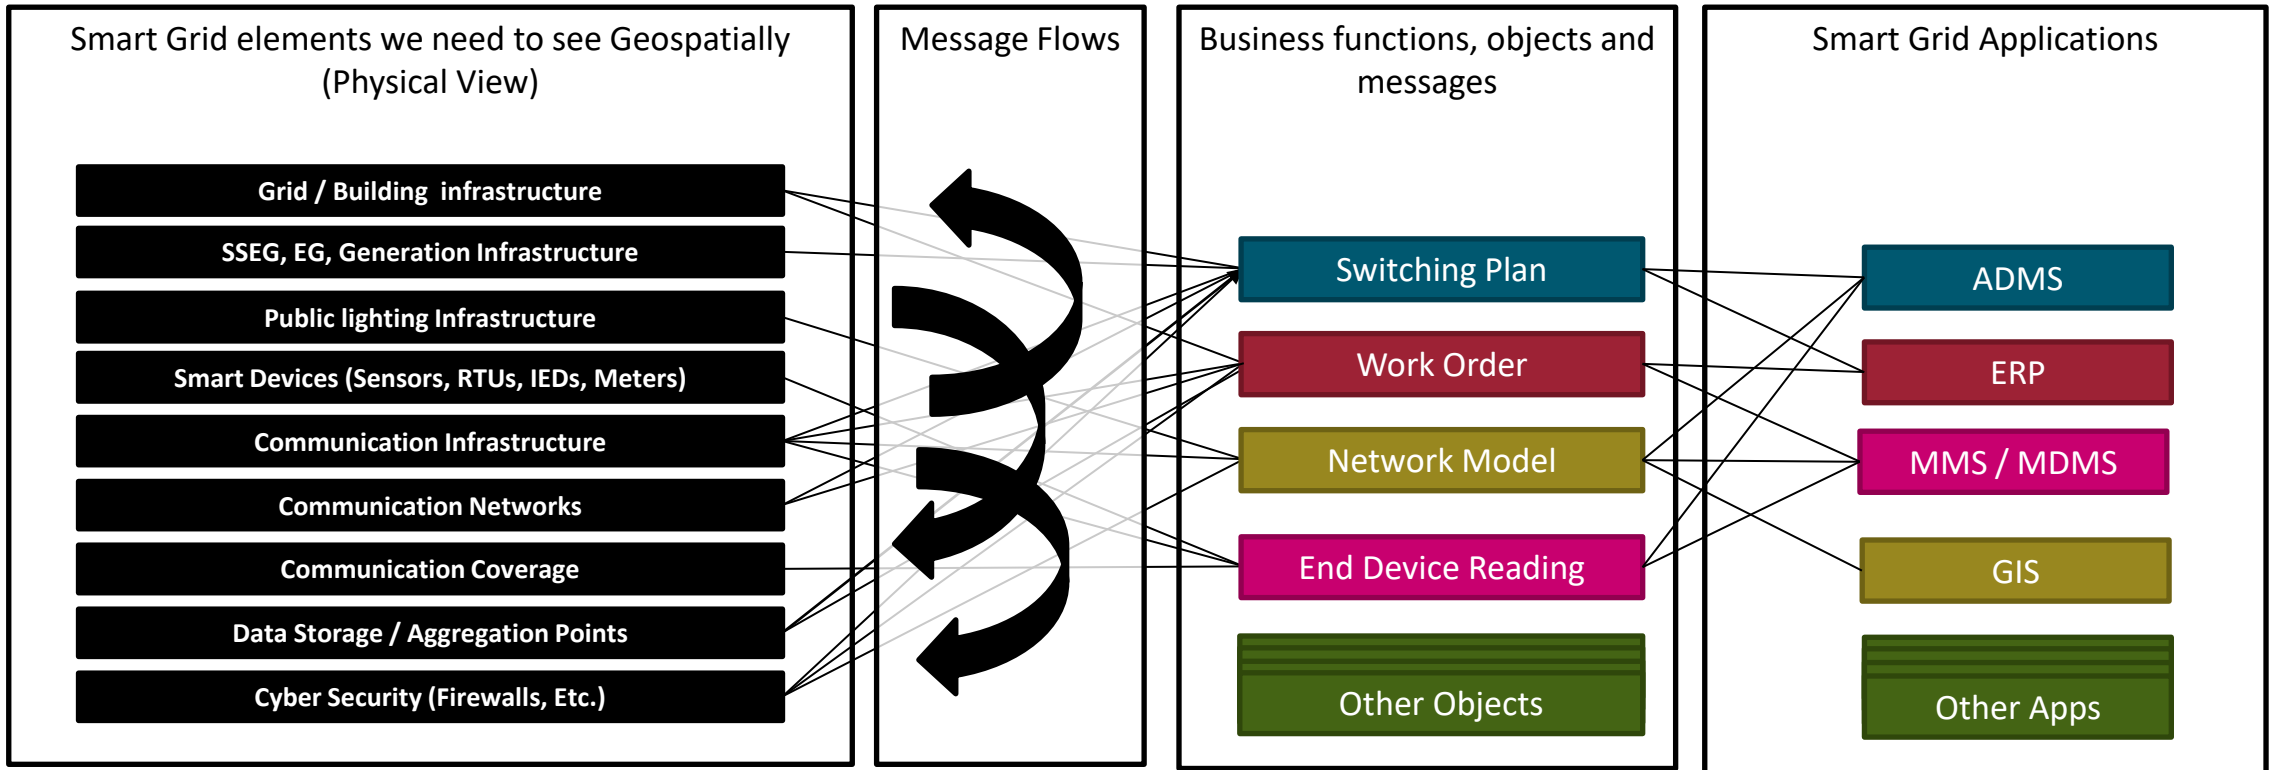 Smart Grid elements we need to see Geospatially
(Physical View)
Grid / Building infrastructure
SSEG, EG, Generation Infrastructure
Public lighting Infrastructure
Smart Devices (Sensors, RTUs, IEDs, Meters)
Communication Infrastructure
Communication Networks
Communication Coverage
Data Storage / Aggregation Points
Cyber Security (Firewalls, Etc.)
Message Flows
Business functions, objects and
messages
Switching Plan
Work Order
Network Model
End Device Reading
Other Objects
Smart Grid Applications
ADMS
ERP
MMS / MDMS
GIS
Other Apps